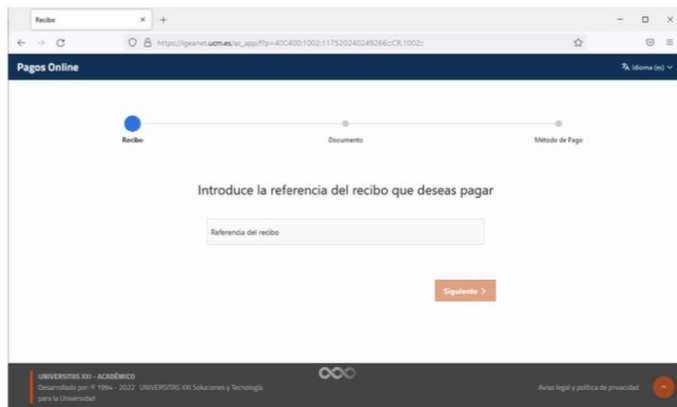 Recibo
https://igeanet.ucm.es/ac_app/f?p=400400:1002:117520240249266::CR,1002::
Pagos Online
Idioma (es)
Recibo
Documento
Método de Pago
Introduce la referencia del recibo que deseas pagar
Referencia del recibo
Siguiente
UNIVERSITAS XXI - ACADÉMICO
Desarrollado por: © 1994 - 2022 UNIVERSITAS XXI Soluciones y Tecnología
para la Universidad
Aviso legal y política de privacidad